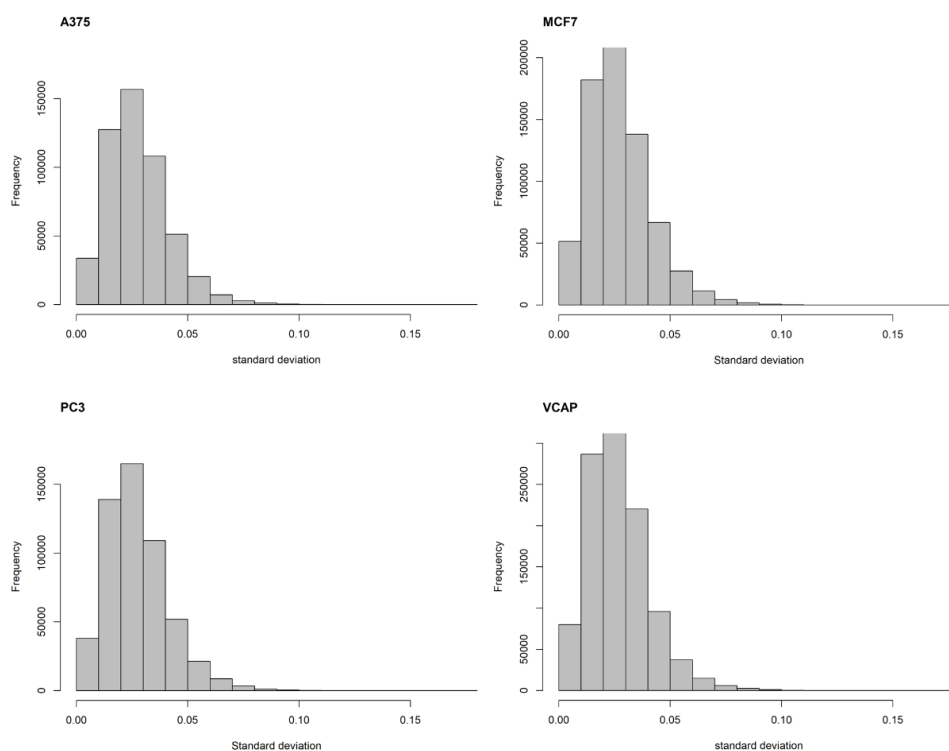 A375
Frequency
150000
100000
50000
0
0.00 0.05 0.10 0.15
standard deviation
MCF7
Frequency
200000
150000
100000
50000
0
0.00 0.05 0.10 0.15
Standard deviation
PC3
Frequency
150000
100000
50000
0
0.00 0.05 0.10 0.15
Standard deviation
VCAP
Frequency
250000
150000
50000
0
0.00 0.05 0.10 0.15
standard deviation